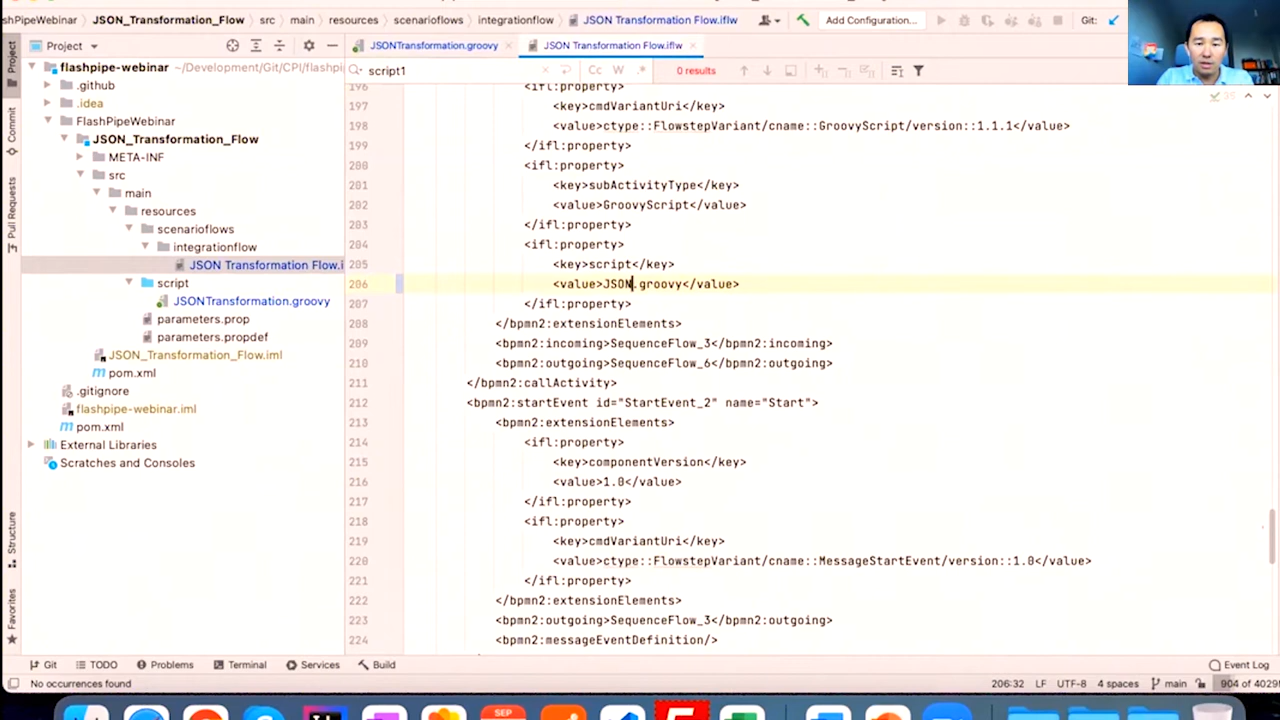 shPipeWebinar JSON_Transformation_Flow src main resources scenarioflows integrationflow JSON Transformation Flow.iflw Add Configuration... Git:
Project JSONTransformation.groovy JSON Transformation Flow.iflw
script1 Cc W .* 0 results
Project
Commit
Pull Requests
Structure
Favorites
flashpipe-webinar ~/Development/Git/CPI/flashpi
.github
.idea
FlashPipeWebinar
JSON_Transformation_Flow
META-INF
src
main
resources
scenarioflows
integrationflow
JSON Transformation Flow.i
script
JSONTransformation.groovy
parameters.prop
parameters.propdef
JSON_Transformation_Flow.iml
pom.xml
.gitignore
flashpipe-webinar.iml
pom.xml
External Libraries
Scratches and Consoles
35
196 <ifl:property>
197 <key>cmdVariantUri</key>
198 <value>ctype::FlowstepVariant/cname::GroovyScript/version::1.1.1</value>
199 </ifl:property>
200 <ifl:property>
201 <key>subActivityType</key>
202 <value>GroovyScript</value>
203 </ifl:property>
204 <ifl:property>
205 <key>script</key>
206 <value>JSON.groovy</value>
207 </ifl:property>
208 </bpmn2:extensionElements>
209 <bpmn2:incoming>SequenceFlow_3</bpmn2:incoming>
210 <bpmn2:outgoing>SequenceFlow_6</bpmn2:outgoing>
211 </bpmn2:callActivity>
212 <bpmn2:startEvent id="StartEvent_2" name="Start">
213 <bpmn2:extensionElements>
214 <ifl:property>
215 <key>componentVersion</key>
216 <value>1.0</value>
217 </ifl:property>
218 <ifl:property>
219 <key>cmdVariantUri</key>
220 <value>ctype::FlowstepVariant/cname::MessageStartEvent/version::1.0</value>
221 </ifl:property>
222 </bpmn2:extensionElements>
223 <bpmn2:outgoing>SequenceFlow_3</bpmn2:outgoing>
224 <bpmn2:messageEventDefinition/>
Git TODO Problems Terminal Services Build Event Log
No occurrences found 206:32 LF UTF-8 4 spaces main 904 of 4029
SEP